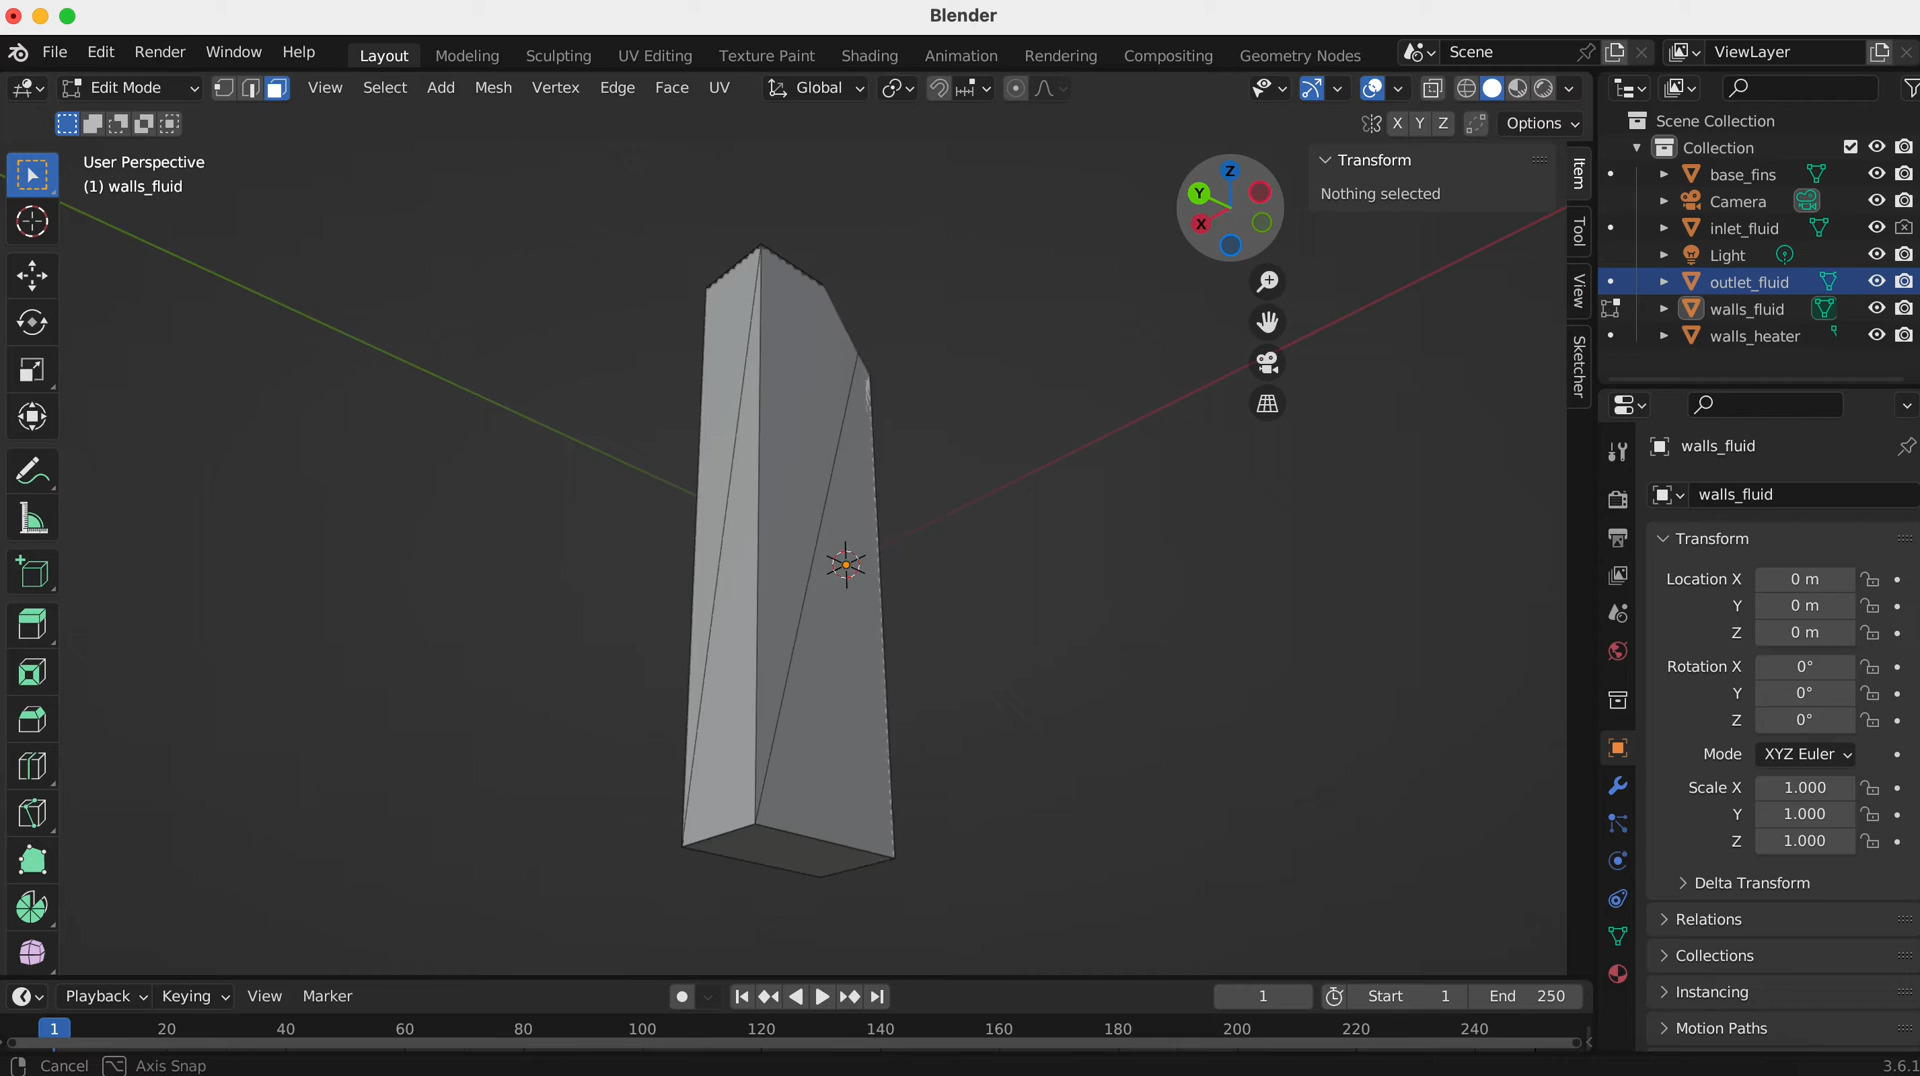 Blender
File Edit Render Window Help
Layout Modeling Sculpting UV Editing Texture Paint Shading Animation Rendering Compositing Geometry Nodes
Scene
ViewLayer
Edit Mode
View Select Add Mesh Vertex Edge Face UV
Global
X Y Z Options
User Perspective
(1) walls_fluid
Z
Y
X
Transform
Nothing selected
Item
Tool
View
Sketcher
Scene Collection
Collection
base_fins
Camera
inlet_fluid
Light
outlet_fluid
walls_fluid
walls_heater
walls_fluid
walls_fluid
Transform
Location X 0 m
Y 0 m
Z 0 m
Rotation X 0°
Y 0°
Z 0°
Mode XYZ Euler
Scale X 1.000
Y 1.000
Z 1.000
Delta Transform
Relations
Collections
Instancing
Motion Paths
Playback Keying View Marker
1
Start 1
End 250
1 20 40 60 80 100 120 140 160 180 200 220 240
Cancel Axis Snap
3.6.1